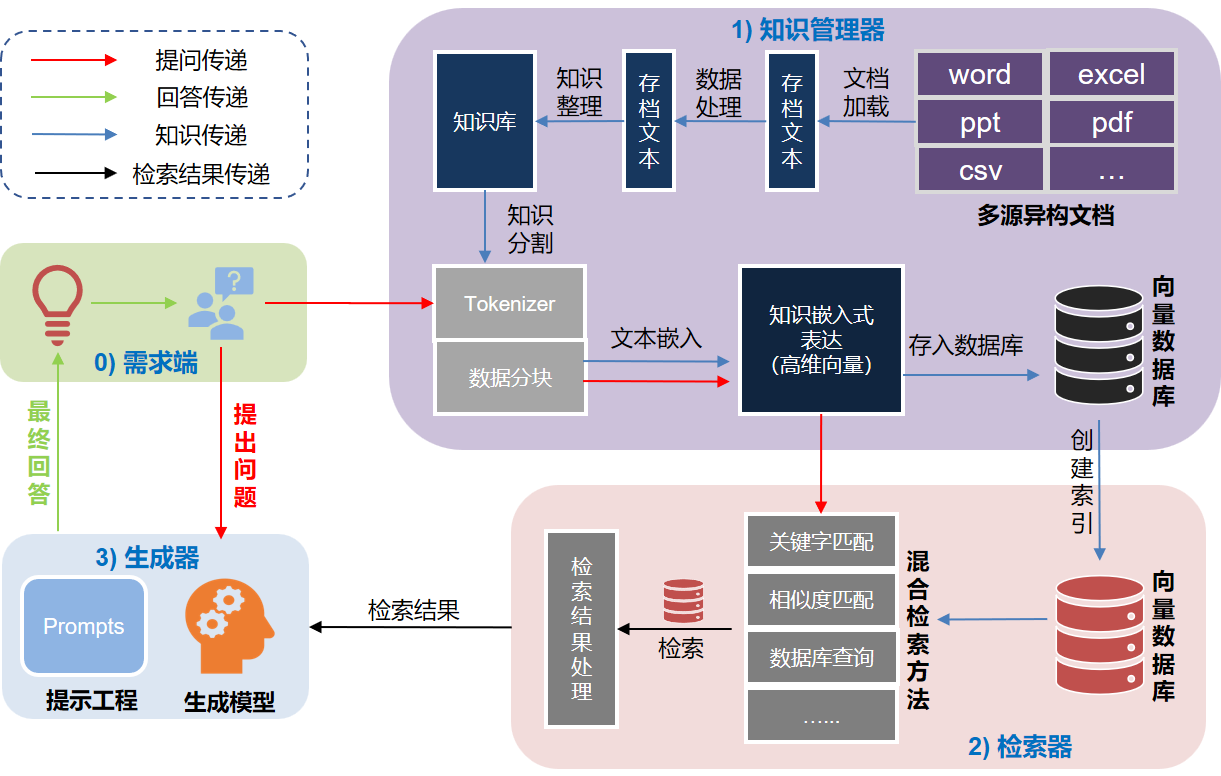 提问传递
回答传递
知识传递
检索结果传递
1) 知识管理器
知识库
知识
整理
存
档
文
本
数据
处理
存
档
文
本
文档
加载
word
excel
ppt
pdf
csv
…
多源异构文档
知识
分割
Tokenizer
数据分块
文本嵌入
知识嵌入式
表达
（高维向量）
存入数据库
向
量
数
据
库
0) 需求端
?
最
终
回
答
提
出
问
题
创
建
索
引
3) 生成器
Prompts
提示工程
生成模型
检索结果
检
索
结
果
处
理
检索
关键字匹配
相似度匹配
数据库查询
…...
混
合
检
索
方
法
向
量
数
据
库
2) 检索器